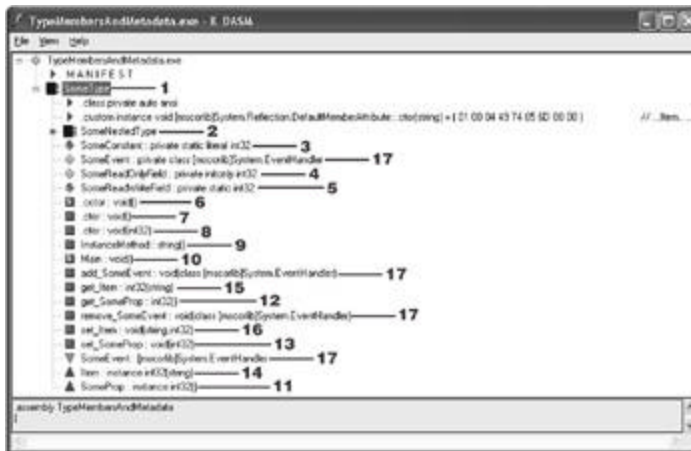 TypeMembersAndMetadata.exe - IL DASM
File View Help
TypeMembersAndMetadata.exe
MANIFEST
SomeType 1
.class private auto ansi
.custom instance void [mscorlib]System.Reflection.DefaultMemberAttribute::.ctor(string) = ( 01 00 04 49 74 65 6D 00 00 ) // ...Item..
SomeNestedType 2
SomeConstant : private static literal int32 3
SomeEvent : private class [mscorlib]System.EventHandler 17
SomeReadOnlyField : private initonly int32 4
SomeReadWriteField : private static int32 5
.cctor : void() 6
.ctor : void() 7
.ctor : void(int32) 8
InstanceMethod : string() 9
Main : void() 10
add_SomeEvent : void(class [mscorlib]System.EventHandler) 17
get_Item : int32(string) 15
get_SomeProp : int32() 12
remove_SomeEvent : void(class [mscorlib]System.EventHandler) 17
set_Item : void(string,int32) 16
set_SomeProp : void(int32) 13
SomeEvent : [mscorlib]System.EventHandler 17
Item : instance int32(string) 14
SomeProp : instance int32() 11
.assembly TypeMembersAndMetadata